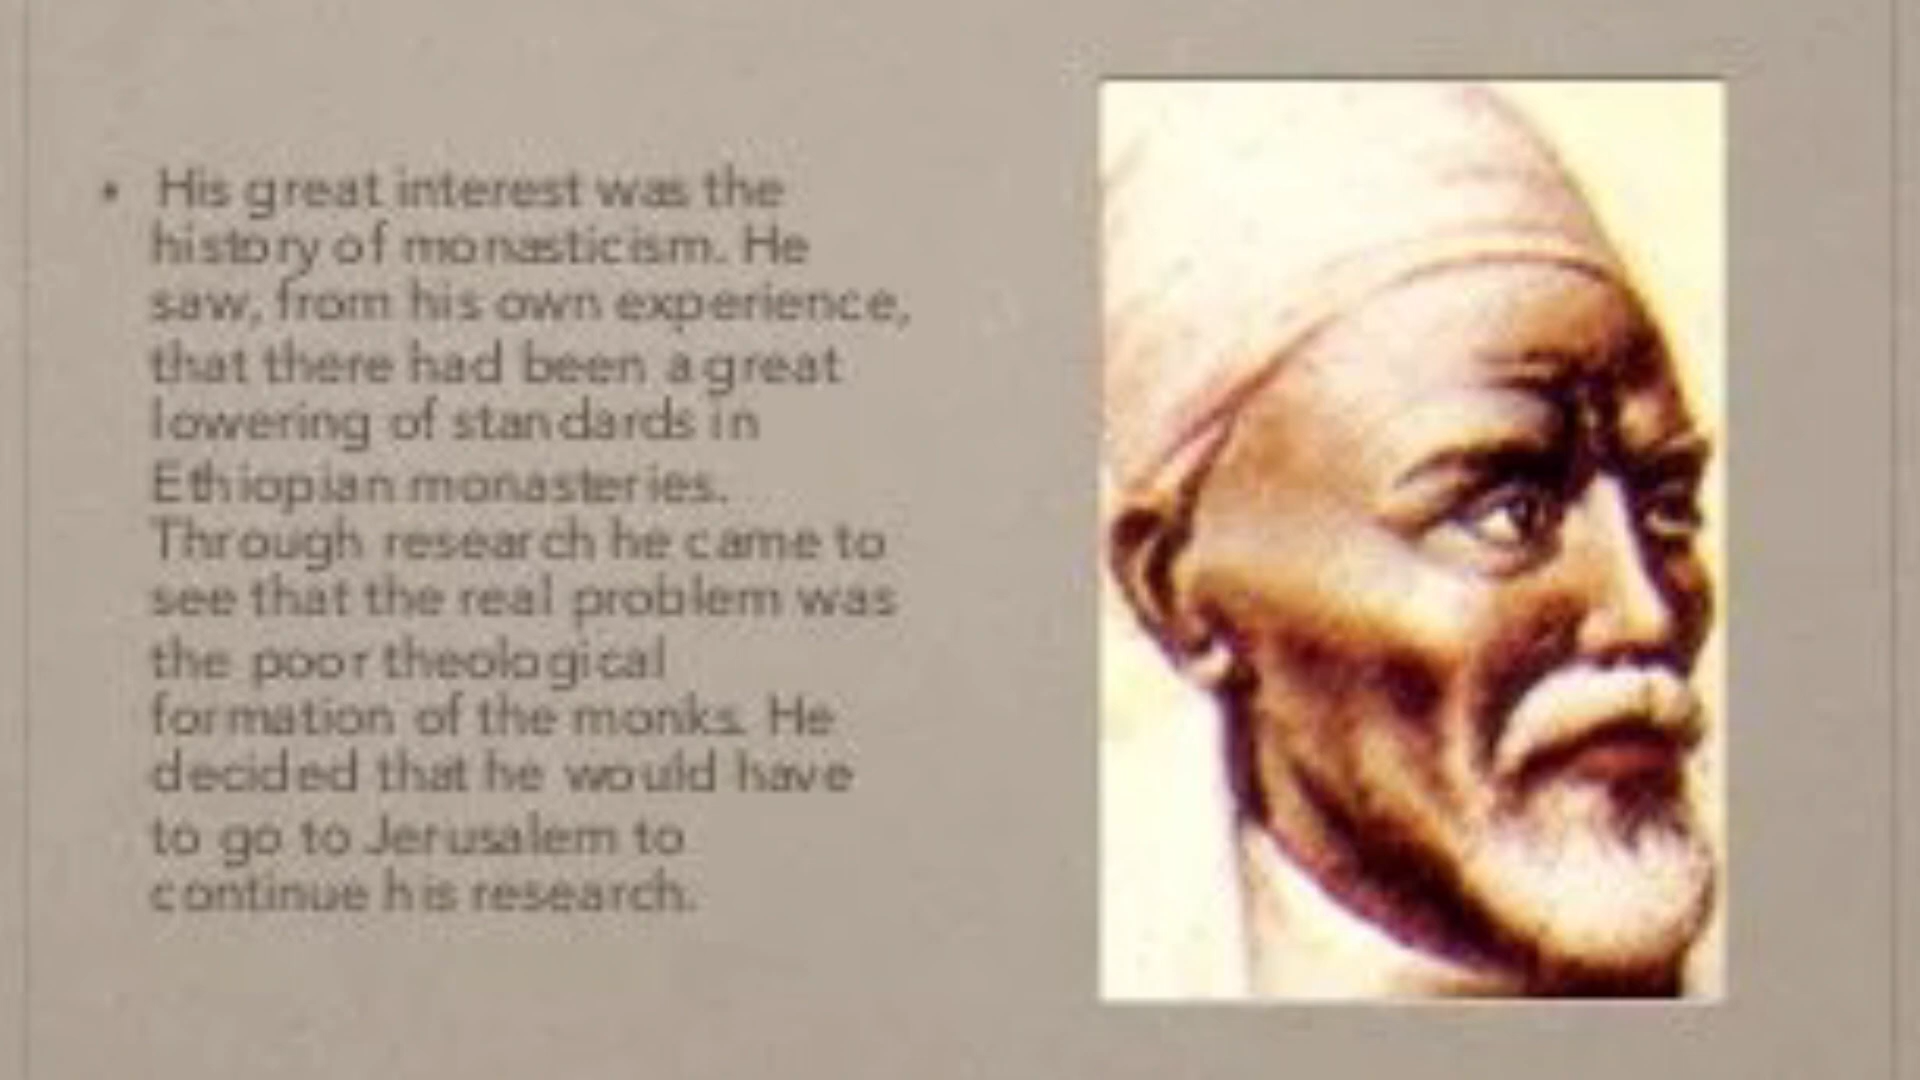 • His great interest was the
history of monasticism. He
saw, from his own experience,
that there had been a great
lowering of standards in
Ethiopian monasteries.
Through research he came to
see that the real problem was
the poor theological
formation of the monks. He
decided that he would have
to go to Jerusalem to
continue his research.